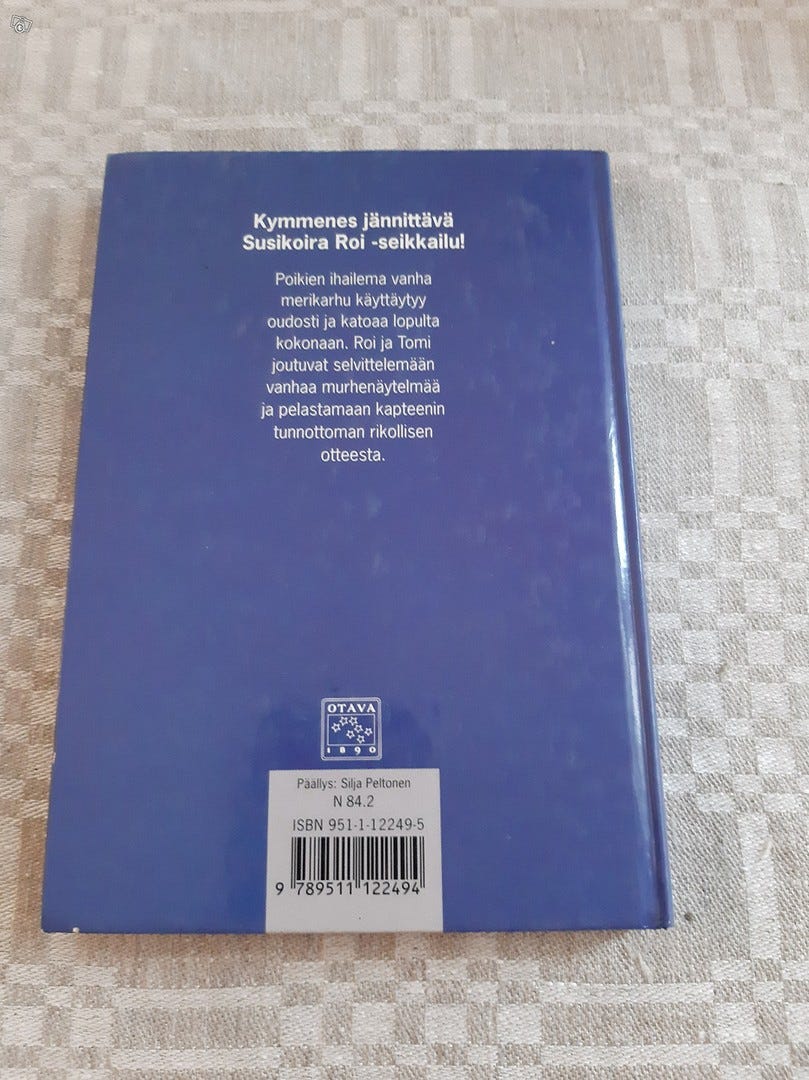 Kymmenes jännittävä
Susikoira Roi -seikkailu!
Poikien ihailema vanha
merikarhu käyttäytyy
oudosti ja katoaa lopulta
kokonaan. Roi ja Tomi
joutuvat selvittelemään
vanhaa murhenäytelmää
ja pelastamaan kapteenin
tunnottoman rikollisen
otteesta.
OTAVA
1890
Päällys: Silja Peltonen
N 84.2
ISBN 951-1-12249-5
9 789511 122494